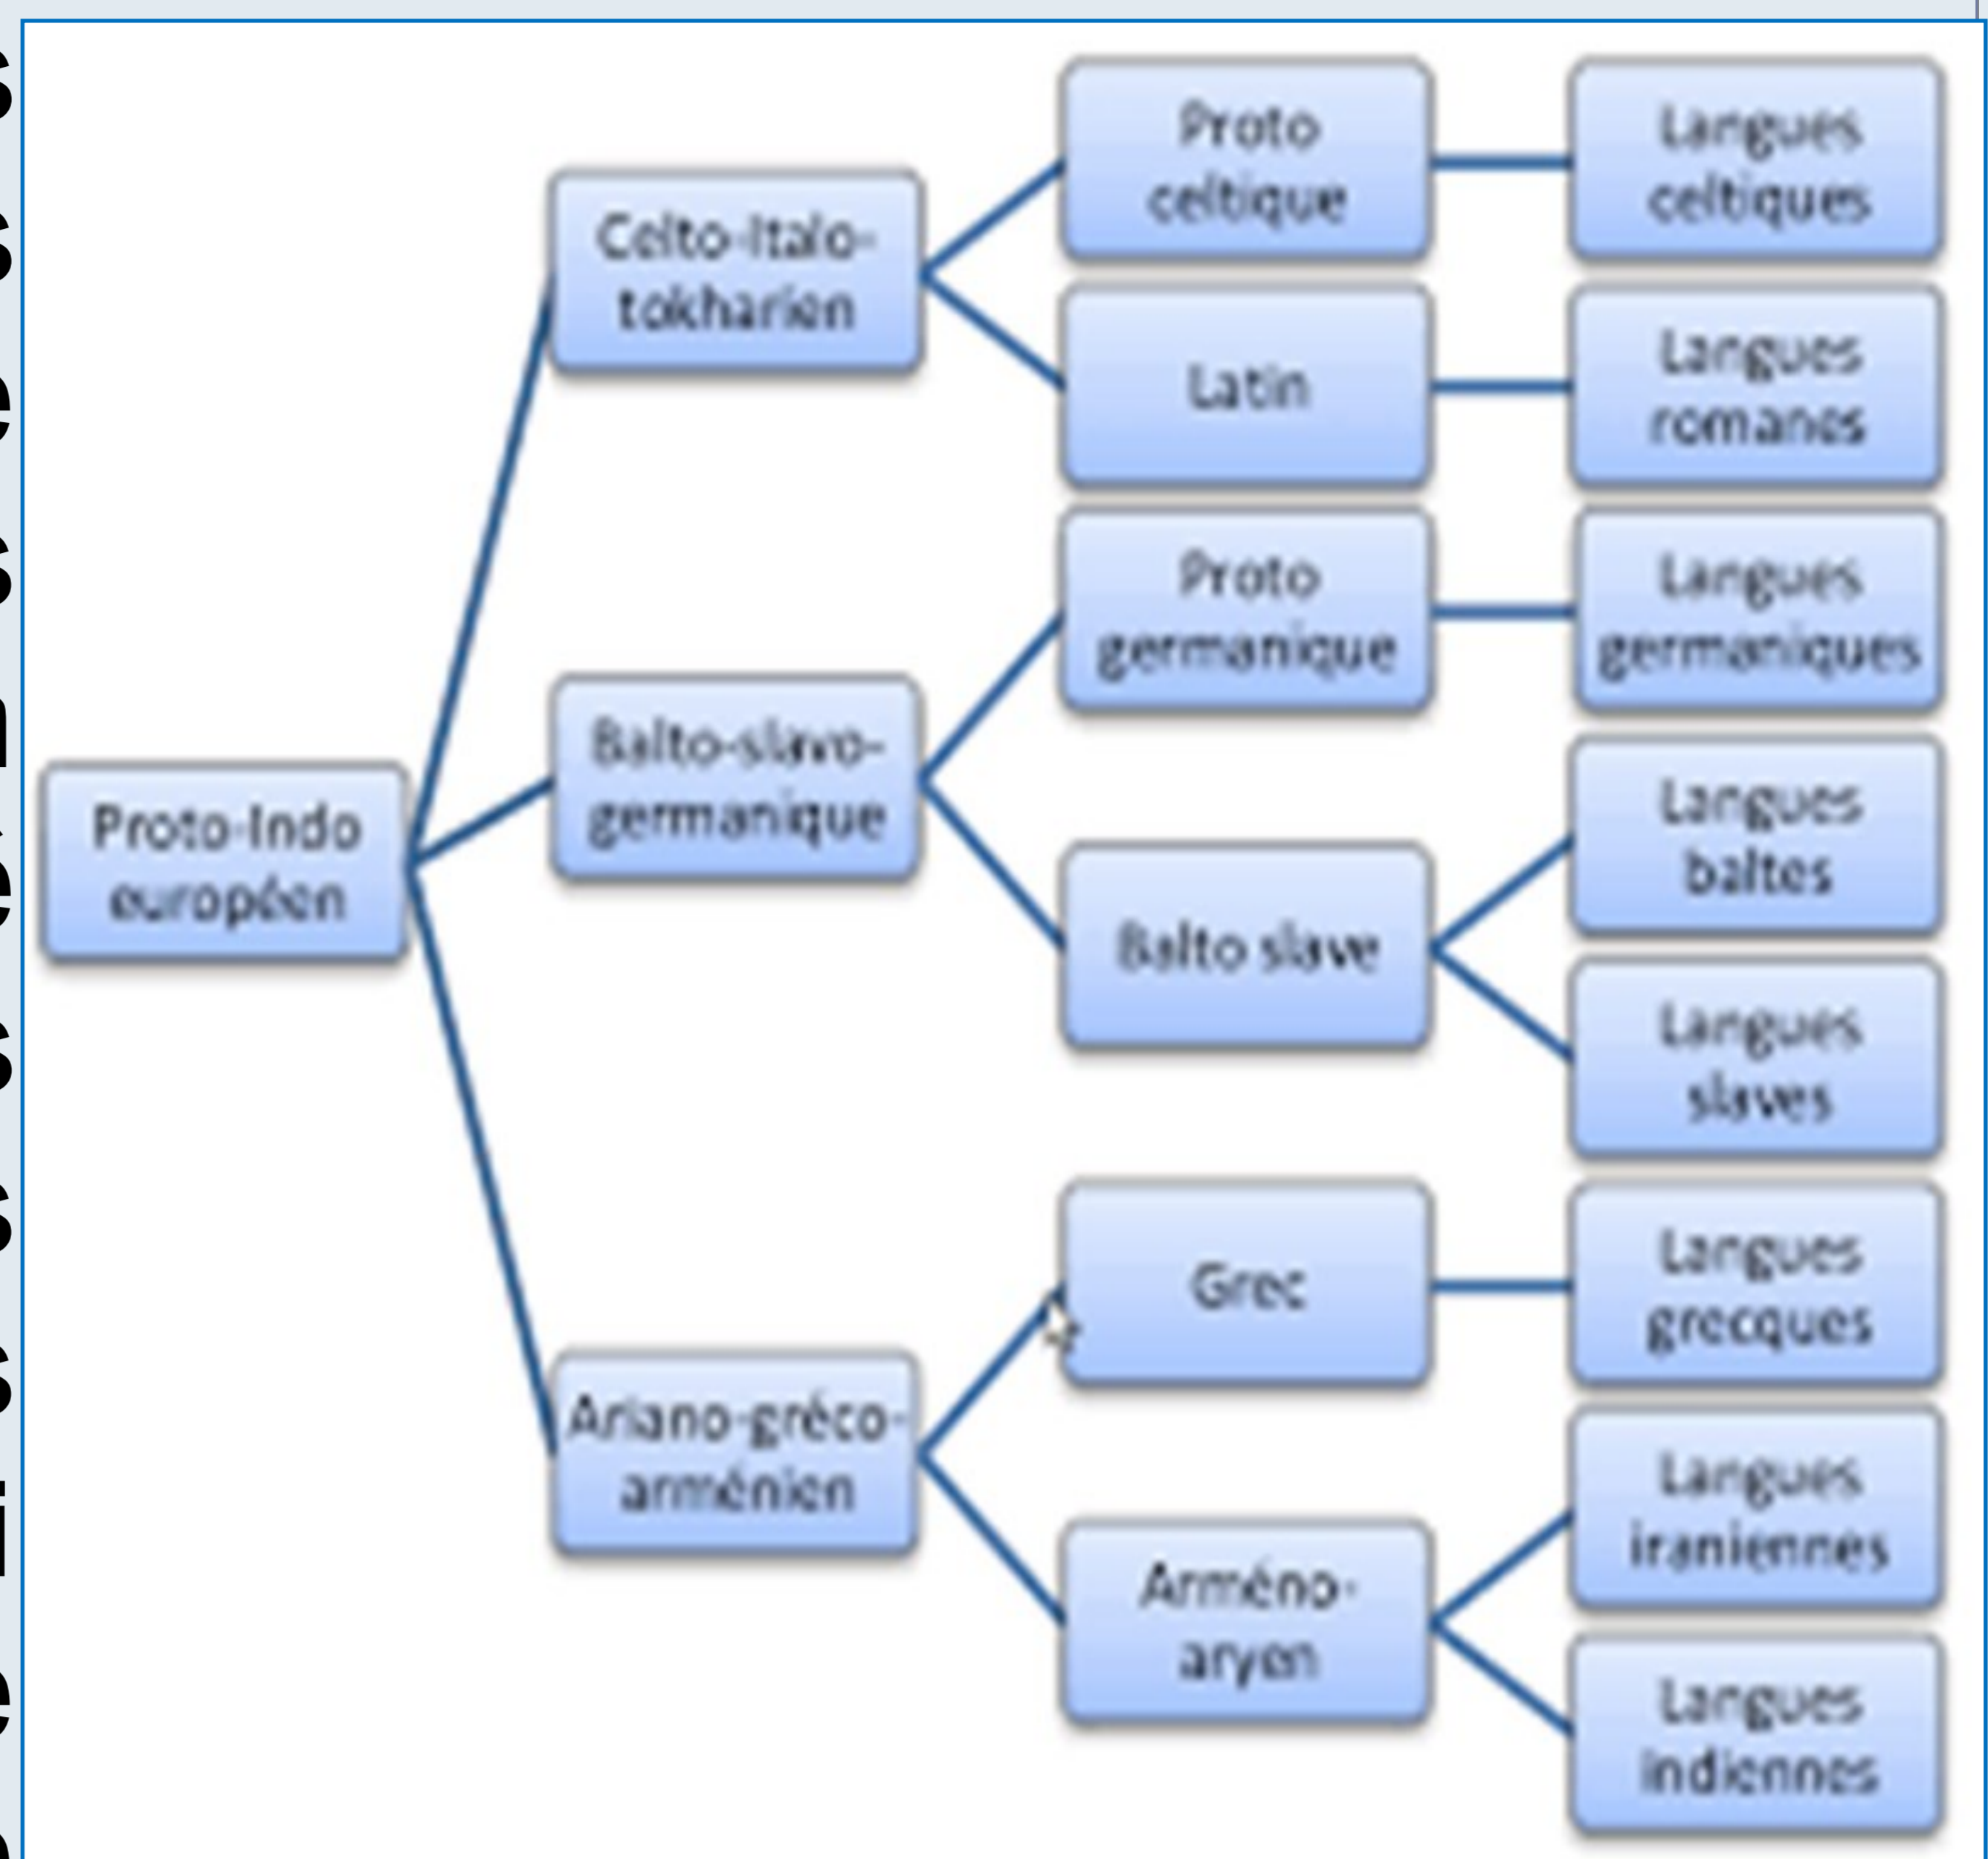 Proto-Indo
européen
Celto-Italo-
tokharien
Balto-slavo-
germanique
Ariano-gréco-
arménien
Proto
celtique
Latin
Proto
germanique
Balto slave
Grec
Arméno-
aryen
Langues
celtiques
Langues
romanes
Langues
germaniques
Langues
baltes
Langues
slaves
Langues
grecques
Langues
iraniennes
Langues
indiennes